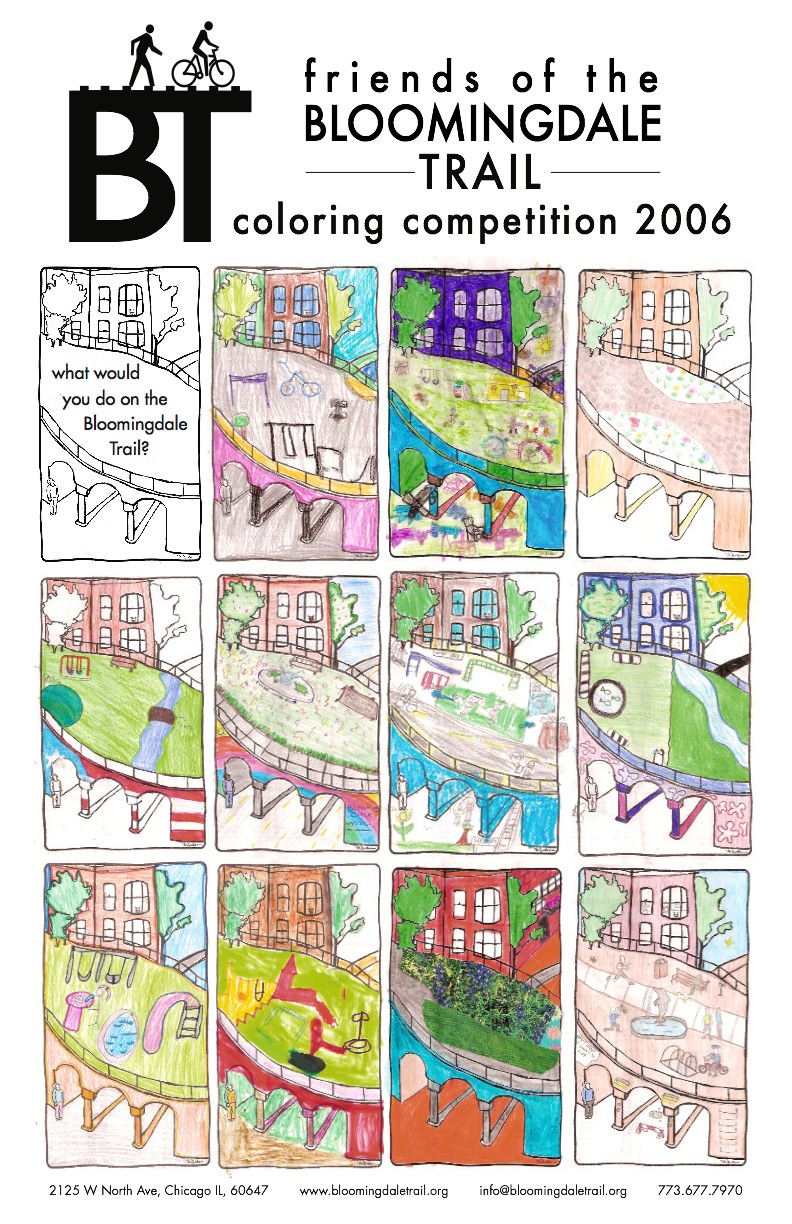 BT
friends of the
BLOOMINGDALE
TRAIL
coloring competition 2006
what would
you do on the
Bloomingdale
Trail?
2125 W North Ave, Chicago IL, 60647 www.bloomingdaletrail.org info@bloomingdaletrail.org 773.677.7970